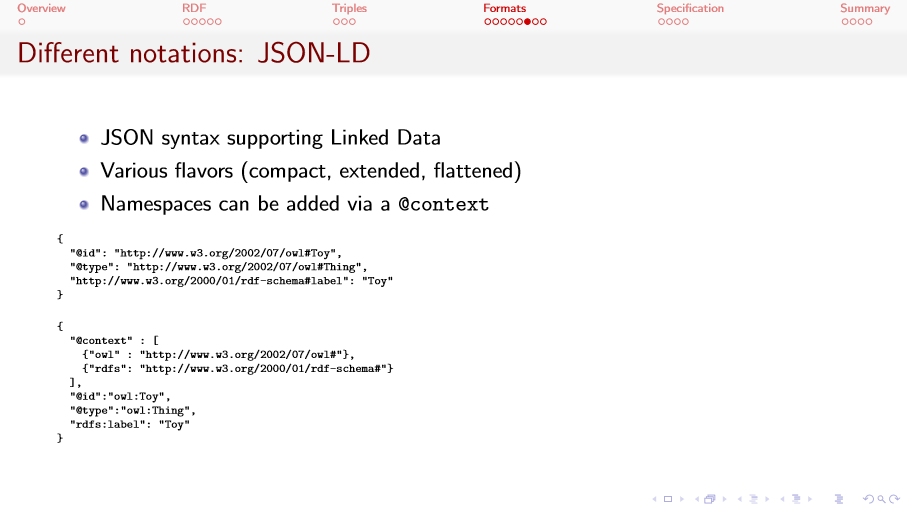 Overview RDF Triples Formats Specification Summary
Different notations: JSON-LD
JSON syntax supporting Linked Data
Various flavors (compact, extended, flattened)
Namespaces can be added via a @context
{
  "@id": "http://www.w3.org/2002/07/owl#Toy",
  "@type": "http://www.w3.org/2002/07/owl#Thing",
  "http://www.w3.org/2000/01/rdf-schema#label": "Toy"
}
{
  "@context" : [
    {"owl" : "http://www.w3.org/2002/07/owl#"},
    {"rdfs": "http://www.w3.org/2000/01/rdf-schema#"}
  ],
  "@id":"owl:Toy",
  "@type":"owl:Thing",
  "rdfs:label": "Toy"
}